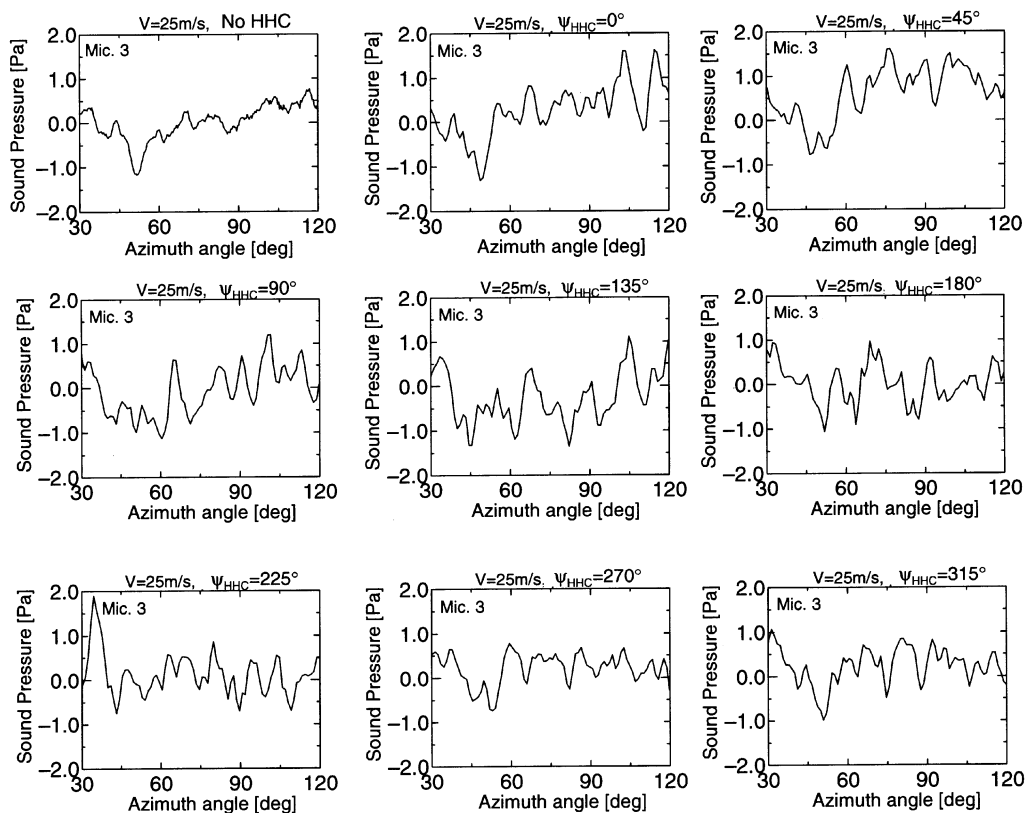 V=25m/s, No HHC
Sound Pressure [Pa]
Mic. 3
2.0
1.0
0.0
−1.0
−2.0
30 60 90 120
Azimuth angle [deg]
V=25m/s, ΨHHC=0°
Sound Pressure [Pa]
Mic. 3
2.0
1.0
0.0
−1.0
−2.0
30 60 90 120
Azimuth angle [deg]
V=25m/s, ΨHHC=45°
Sound Pressure [Pa]
Mic. 3
2.0
1.0
0.0
−1.0
−2.0
30 60 90 120
Azimuth angle [deg]
V=25m/s, ΨHHC=90°
Sound Pressure [Pa]
Mic. 3
2.0
1.0
0.0
−1.0
−2.0
30 60 90 120
Azimuth angle [deg]
V=25m/s, ΨHHC=135°
Sound Pressure [Pa]
Mic. 3
2.0
1.0
0.0
−1.0
−2.0
30 60 90 120
Azimuth angle [deg]
V=25m/s, ΨHHC=180°
Sound Pressure [Pa]
Mic. 3
2.0
1.0
0.0
−1.0
−2.0
30 60 90 120
Azimuth angle [deg]
V=25m/s, ΨHHC=225°
Sound Pressure [Pa]
Mic. 3
2.0
1.0
0.0
−1.0
−2.0
30 60 90 120
Azimuth angle [deg]
V=25m/s, ΨHHC=270°
Sound Pressure [Pa]
Mic. 3
2.0
1.0
0.0
−1.0
−2.0
30 60 90 120
Azimuth angle [deg]
V=25m/s, ΨHHC=315°
Sound Pressure [Pa]
Mic. 3
2.0
1.0
0.0
−1.0
−2.0
30 60 90 120
Azimuth angle [deg]